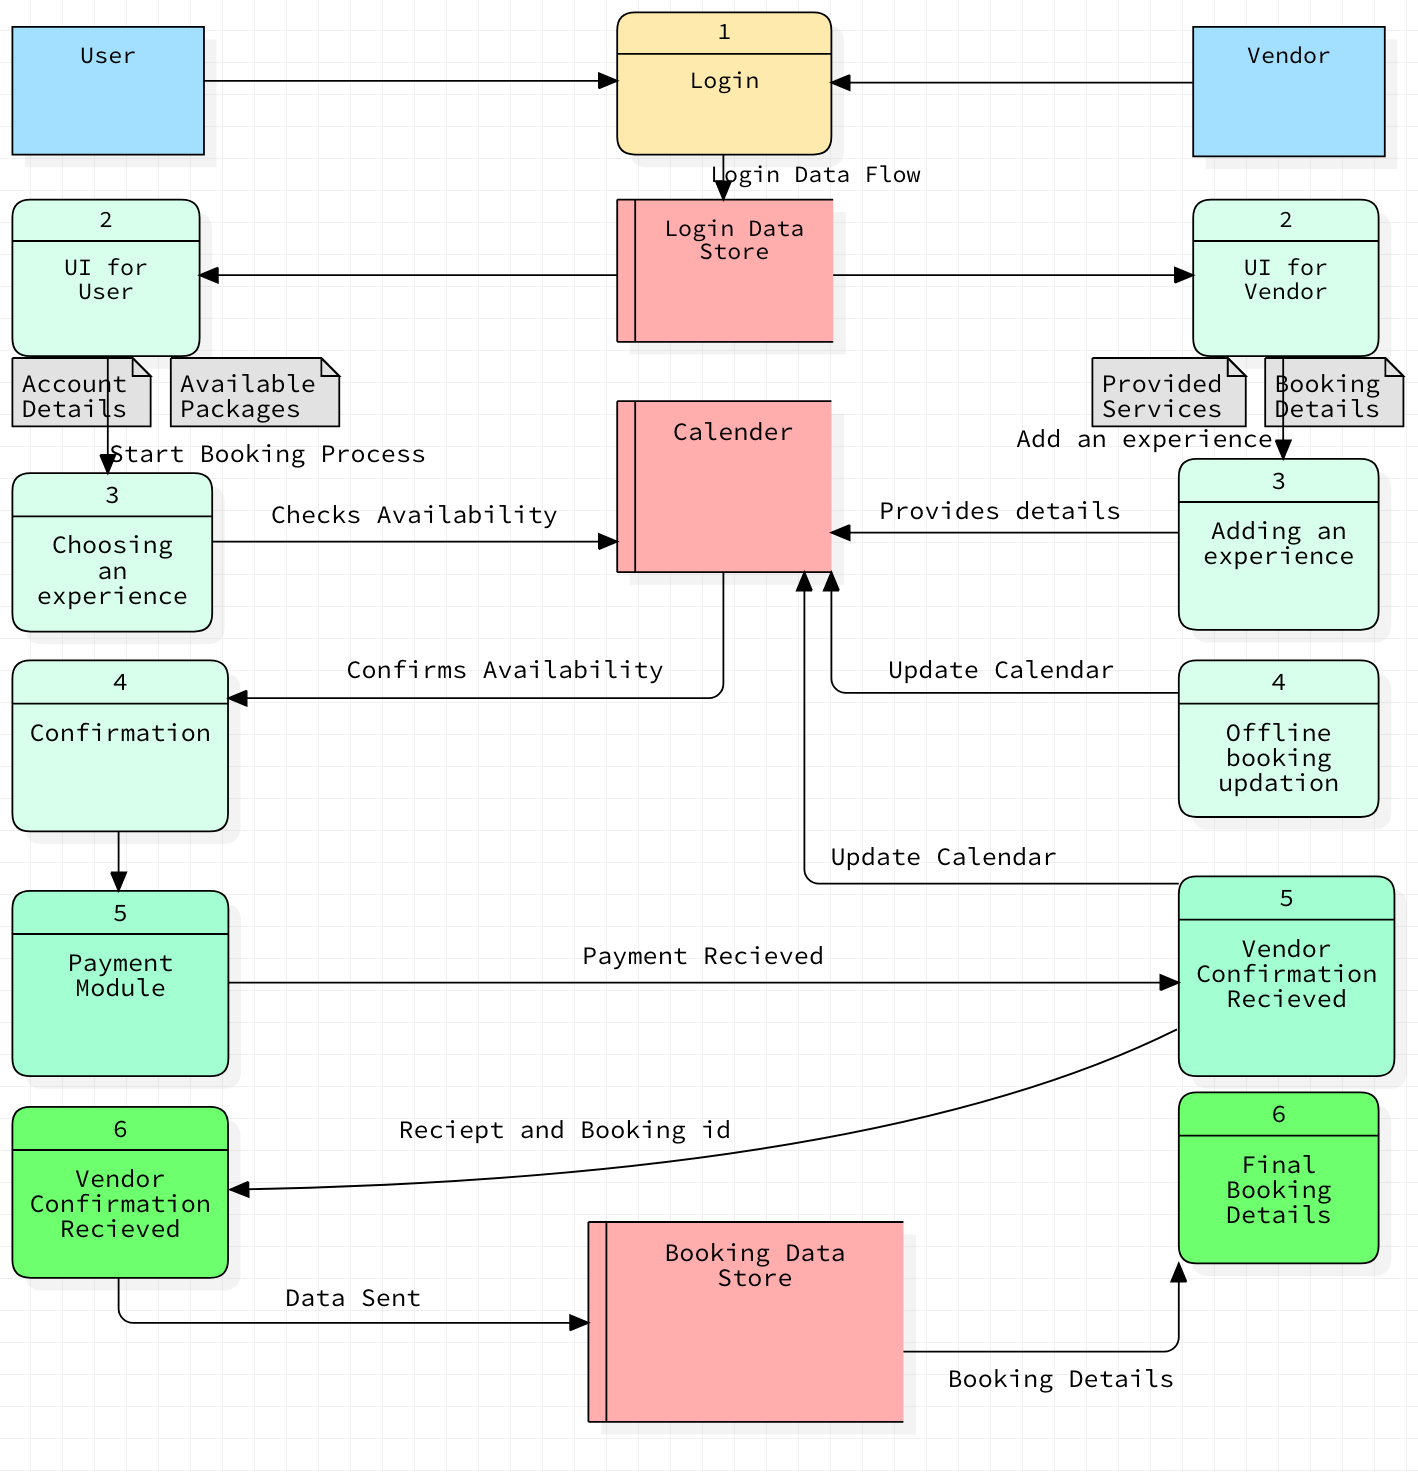 User
1
Login
Vendor
Login Data Flow
2
UI for
User
Login Data
Store
2
UI for
Vendor
Account
Details
Available
Packages
Provided
Services
Booking
Details
Start Booking Process
Calender
Add an experience
3
Choosing
an
experience
Checks Availability
Provides details
3
Adding an
experience
4
Confirmation
Confirms Availability
Update Calendar
4
Offline
booking
updation
Update Calendar
5
Payment
Module
Payment Recieved
5
Vendor
Confirmation
Recieved
6
Vendor
Confirmation
Recieved
Reciept and Booking id
6
Final
Booking
Details
Data Sent
Booking Data
Store
Booking Details